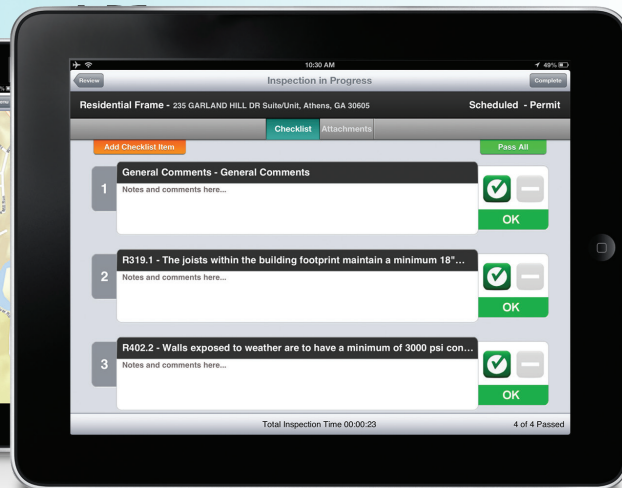 10:30 AM
49%
Review
Inspection in Progress
Complete
Residential Frame - 235 GARLAND HILL DR Suite/Unit, Athens, GA 30605
Scheduled - Permit
Checklist
Attachments
Add Checklist Item
Pass All
1
General Comments - General Comments
Notes and comments here...
OK
2
R319.1 - The joists within the building footprint maintain a minimum 18"...
Notes and comments here...
OK
3
R402.2 - Walls exposed to weather are to have a minimum of 3000 psi con...
Notes and comments here...
OK
Total Inspection Time 00:00:23
4 of 4 Passed